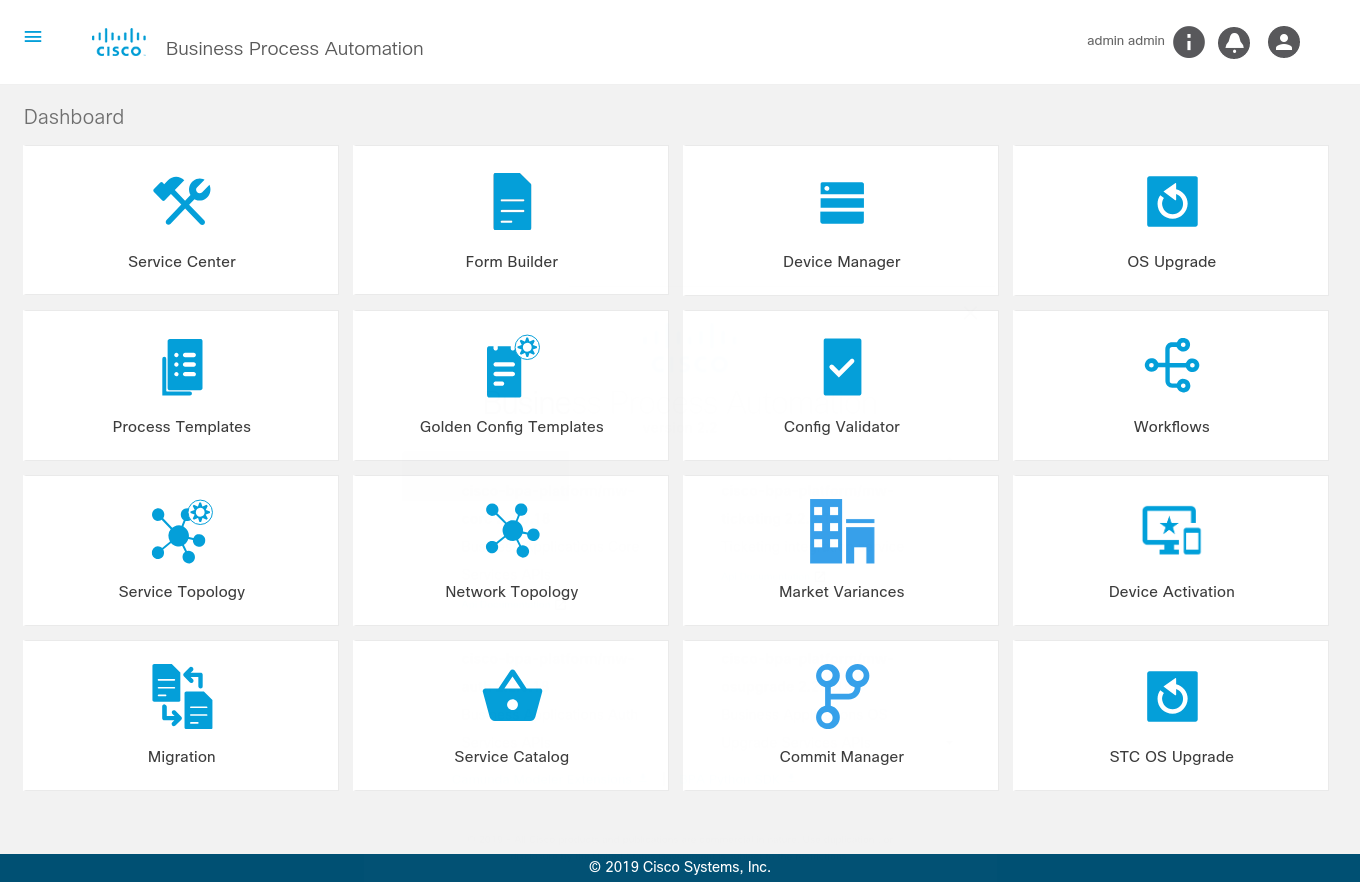 CISCO
Business Process Automation
admin admin
Dashboard
Service Center
Form Builder
Device Manager
OS Upgrade
Process Templates
Golden Config Templates
Config Validator
Workflows
Service Topology
Network Topology
Market Variances
Device Activation
Migration
Service Catalog
Commit Manager
STC OS Upgrade
© 2019 Cisco Systems, Inc.